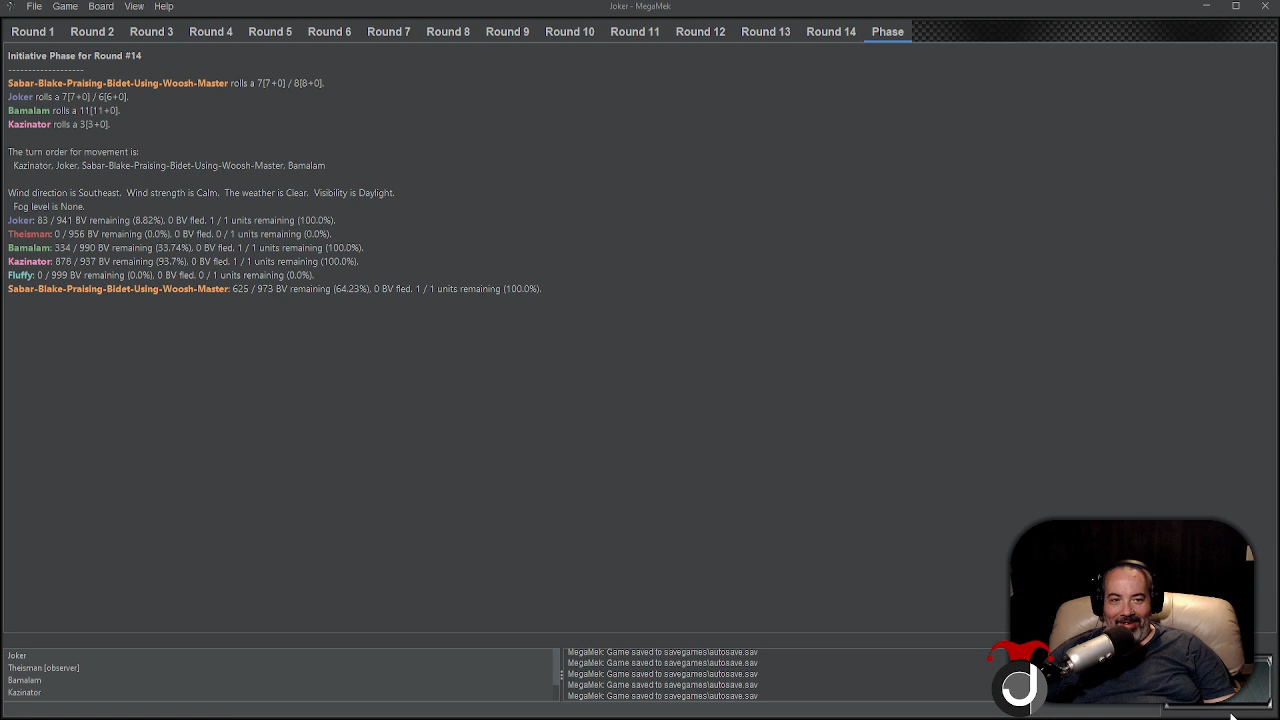 File Game Board View Help
Joker - MegaMek
Round 1 Round 2 Round 3 Round 4 Round 5 Round 6 Round 7 Round 8 Round 9 Round 10 Round 11 Round 12 Round 13 Round 14 Phase
Initiative Phase for Round #14
------------------
Sabar-Blake-Praising-Bidet-Using-Woosh-Master rolls a 7[7+0] / 8[8+0].
Joker rolls a 7[7+0] / 6[6+0].
Bamalam rolls a 11[11+0].
Kazinator rolls a 3[3+0].
The turn order for movement is:
Kazinator, Joker, Sabar-Blake-Praising-Bidet-Using-Woosh-Master, Bamalam
Wind direction is Southeast. Wind strength is Calm. The weather is Clear. Visibility is Daylight.
Fog level is None.
Joker: 83 / 941 BV remaining (8.82%), 0 BV fled. 1 / 1 units remaining (100.0%).
Theisman: 0 / 956 BV remaining (0.0%), 0 BV fled. 0 / 1 units remaining (0.0%).
Bamalam: 334 / 990 BV remaining (33.74%), 0 BV fled. 1 / 1 units remaining (100.0%).
Kazinator: 878 / 937 BV remaining (93.7%), 0 BV fled. 1 / 1 units remaining (100.0%).
Fluffy: 0 / 999 BV remaining (0.0%), 0 BV fled. 0 / 1 units remaining (0.0%).
Sabar-Blake-Praising-Bidet-Using-Woosh-Master: 625 / 973 BV remaining (64.23%), 0 BV fled. 1 / 1 units remaining (100.0%).
Joker
Theisman [observer]
Bamalam
Kazinator
MegaMek: Game saved to savegames\autosave.sav
MegaMek: Game saved to savegames\autosave.sav
MegaMek: Game saved to savegames\autosave.sav
MegaMek: Game saved to savegames\autosave.sav
MegaMek: Game saved to savegames\autosave.sav